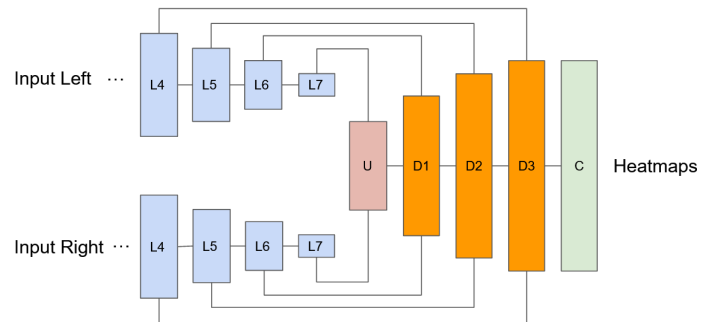 Input Left ... L4 L5 L6 L7
U D1 D2 D3 C Heatmaps
Input Right ... L4 L5 L6 L7